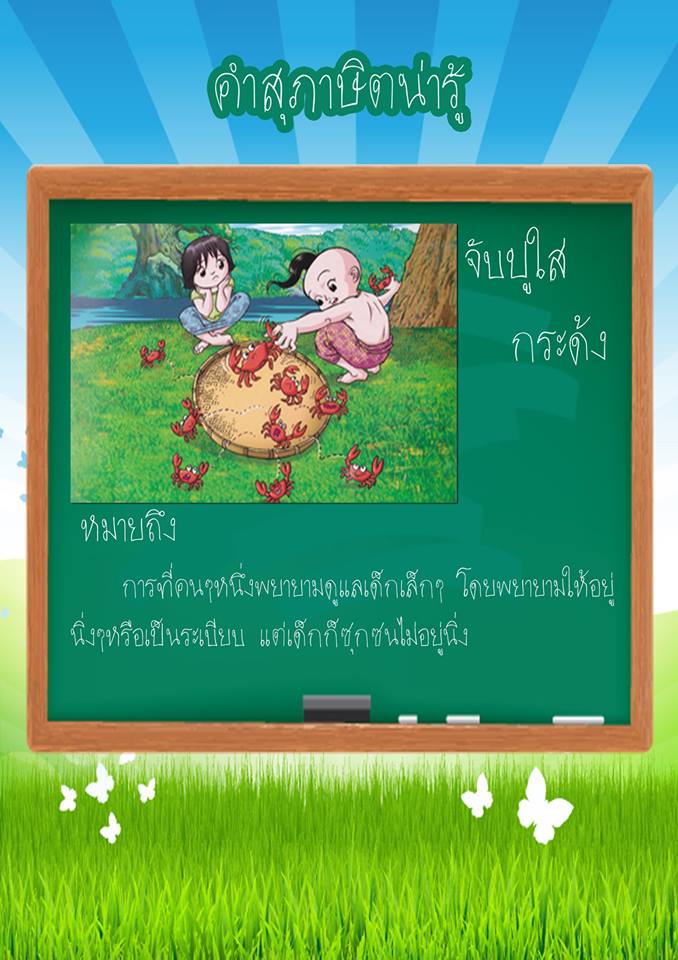 คำสุภาษิตน่ารู้
จับปูใส่
กระด้ง
หมายถึง
การที่คนๆหนึ่งพยายามดูแลเด็กเล็กๆ โดยพยายามให้อยู่
นิ่งๆหรือเป็นระเบียบ แต่เด็กก็ซุกซนไม่อยู่นิ่ง